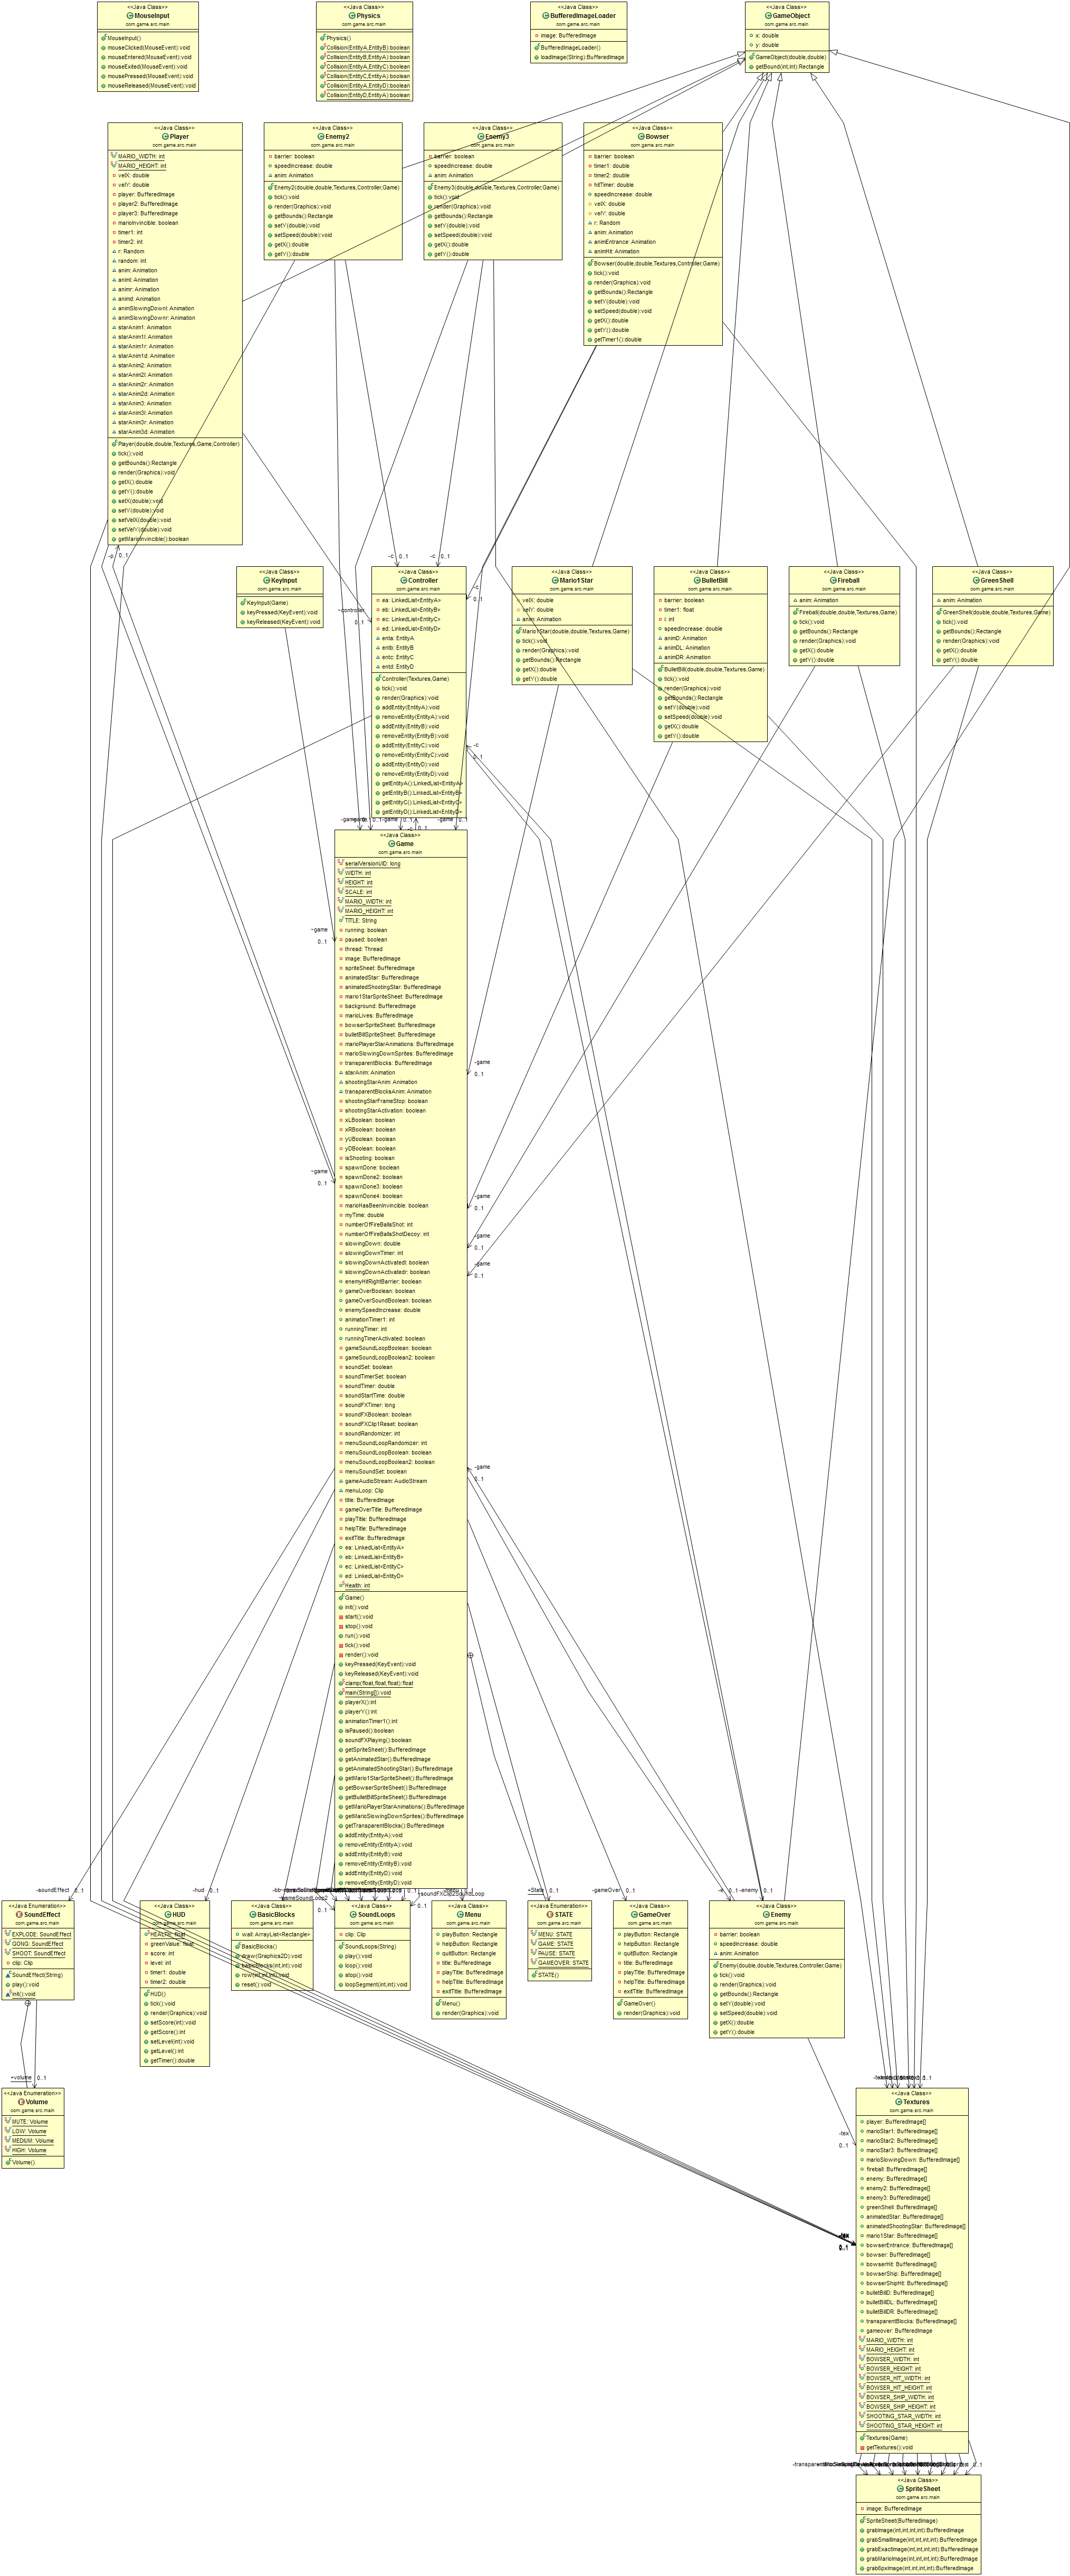 <<Java Class>>
MouseInput
com.game.src.main
MouseInput()
mouseClicked(MouseEvent):void
mouseEntered(MouseEvent):void
mouseExited(MouseEvent):void
mousePressed(MouseEvent):void
mouseReleased(MouseEvent):void
<<Java Class>>
Physics
com.game.src.main
Physics()
Collision(EntityA,EntityB):boolean
Collision(EntityB,EntityA):boolean
Collision(EntityA,EntityC):boolean
Collision(EntityC,EntityA):boolean
Collision(EntityA,EntityD):boolean
Collision(EntityD,EntityA):boolean
<<Java Class>>
BufferedImageLoader
com.game.src.main
image: BufferedImage
BufferedImageLoader()
loadImage(String):BufferedImage
<<Java Class>>
GameObject
com.game.src.main
x: double
y: double
GameObject(double,double)
getBound(int,int):Rectangle
<<Java Class>>
Player
com.game.src.main
MARIO_WIDTH: int
MARIO_HEIGHT: int
velX: double
velY: double
player: BufferedImage
player2: BufferedImage
player3: BufferedImage
marioInvincible: boolean
timer1: int
timer2: int
r: Random
random: int
anim: Animation
animl: Animation
animr: Animation
animd: Animation
animSlowingDownl: Animation
animSlowingDownr: Animation
starAnim1: Animation
starAnim1l: Animation
starAnim1r: Animation
starAnim1d: Animation
starAnim2: Animation
starAnim2l: Animation
starAnim2r: Animation
starAnim2d: Animation
starAnim3: Animation
starAnim3l: Animation
starAnim3r: Animation
starAnim3d: Animation
Player(double,double,Textures,Game,Controller)
tick():void
getBounds():Rectangle
render(Graphics):void
getX():double
getY():double
setX(double):void
setY(double):void
setVelX(double):void
setVelY(double):void
getMarioInvincible():boolean
<<Java Class>>
Enemy2
com.game.src.main
barrier: boolean
speedIncrease: double
anim: Animation
Enemy2(double,double,Textures,Controller,Game)
tick():void
render(Graphics):void
getBounds():Rectangle
setY(double):void
setSpeed(double):void
getX():double
getY():double
<<Java Class>>
Enemy3
com.game.src.main
barrier: boolean
speedIncrease: double
anim: Animation
Enemy3(double,double,Textures,Controller,Game)
tick():void
render(Graphics):void
getBounds():Rectangle
setY(double):void
setSpeed(double):void
getX():double
getY():double
<<Java Class>>
Bowser
com.game.src.main
barrier: boolean
timer1: double
timer2: double
hitTimer: double
speedIncrease: double
velX: double
velY: double
r: Random
anim: Animation
animEntrance: Animation
animHit: Animation
Bowser(double,double,Textures,Controller,Game)
tick():void
render(Graphics):void
getBounds():Rectangle
setY(double):void
setSpeed(double):void
getX():double
getY():double
getTimer1():double
-p 0..1
<<Java Class>>
KeyInput
com.game.src.main
KeyInput(Game)
keyPressed(KeyEvent):void
keyReleased(KeyEvent):void
~controller
0..1
-c 0..1
-c 0..1
<<Java Class>>
Controller
com.game.src.main
ea: LinkedList<EntityA>
eb: LinkedList<EntityB>
ec: LinkedList<EntityC>
ed: LinkedList<EntityD>
enta: EntityA
entb: EntityB
entc: EntityC
entd: EntityD
Controller(Textures,Game)
tick():void
render(Graphics):void
addEntity(EntityA):void
removeEntity(EntityA):void
addEntity(EntityB):void
removeEntity(EntityB):void
addEntity(EntityC):void
removeEntity(EntityC):void
addEntity(EntityD):void
removeEntity(EntityD):void
getEntityA():LinkedList<EntityA>
getEntityB():LinkedList<EntityB>
getEntityC():LinkedList<EntityC>
getEntityD():LinkedList<EntityD>
-c
0..1
-c
0..1
<<Java Class>>
Mario1Star
com.game.src.main
velX: double
velY: double
anim: Animation
Mario1Star(double,double,Textures,Game)
tick():void
render(Graphics):void
getBounds():Rectangle
getX():double
getY():double
<<Java Class>>
BulletBill
com.game.src.main
barrier: boolean
timer1: float
i: int
speedIncrease: double
animD: Animation
animDL: Animation
animDR: Animation
BulletBill(double,double,Textures,Game)
tick():void
render(Graphics):void
getBounds():Rectangle
setY(double):void
setSpeed(double):void
getX():double
getY():double
<<Java Class>>
Fireball
com.game.src.main
anim: Animation
Fireball(double,double,Textures,Game)
tick():void
getBounds():Rectangle
render(Graphics):void
getX():double
getY():double
<<Java Class>>
GreenShell
com.game.src.main
anim: Animation
GreenShell(double,double,Textures,Game)
tick():void
getBounds():Rectangle
render(Graphics):void
getX():double
getY():double
-game
-game 0..1
-c 0..1
<<Java Class>>
Game
com.game.src.main
serialVersionUID: long
WIDTH: int
HEIGHT: int
SCALE: int
MARIO_WIDTH: int
MARIO_HEIGHT: int
TITLE: String
running: boolean
paused: boolean
thread: Thread
image: BufferedImage
spriteSheet: BufferedImage
animatedStar: BufferedImage
animatedShootingStar: BufferedImage
mario1StarSpriteSheet: BufferedImage
background: BufferedImage
marioLives: BufferedImage
bowserSpriteSheet: BufferedImage
bulletBillSpriteSheet: BufferedImage
marioPlayerStarAnimations: BufferedImage
marioSlowingDownSprites: BufferedImage
transparentBlocks: BufferedImage
starAnim: Animation
shootingStarAnim: Animation
transparentBlocksAnim: Animation
shootingStarFrameStop: boolean
shootingStarActivation: boolean
xLBoolean: boolean
xRBoolean: boolean
yUBoolean: boolean
yDBoolean: boolean
isShooting: boolean
spawnDone: boolean
spawnDone2: boolean
spawnDone3: boolean
spawnDone4: boolean
marioHasBeenInvincible: boolean
myTime: double
numberOfFireBallsShot: int
numberOfFireBallsShotDecoy: int
slowingDown: double
slowingDownTimer: int
slowingDownActivatedl: boolean
slowingDownActivatedr: boolean
enemyHitRightBarrier: boolean
gameOverBoolean: boolean
gameOverSoundBoolean: boolean
enemySpeedIncrease: double
animationTimer1: int
runningTimer: int
runningTimerActivated: boolean
gameSoundLoopBoolean: boolean
gameSoundLoopBoolean2: boolean
soundSet: boolean
soundTimerSet: boolean
soundTimer: double
soundStartTime: double
soundFXTimer: long
soundFXBoolean: boolean
soundFXClip1Reset: boolean
soundRandomizer: int
menuSoundLoopRandomizer: int
menuSoundLoopBoolean: boolean
menuSoundLoopBoolean2: boolean
menuSoundSet: boolean
gameAudioStream: AudioStream
menuLoop: Clip
title: BufferedImage
gameOverTitle: BufferedImage
playTitle: BufferedImage
helpTitle: BufferedImage
exitTitle: BufferedImage
ea: LinkedList<EntityA>
eb: LinkedList<EntityB>
ec: LinkedList<EntityC>
ed: LinkedList<EntityD>
Health: int
Game()
init():void
start():void
stop():void
run():void
tick():void
render():void
keyPressed(KeyEvent):void
keyReleased(KeyEvent):void
clamp(float,float,float):float
main(String[]):void
playerX():int
playerY():int
animationTimer1():int
isPaused():boolean
soundFXPlaying():boolean
getSpriteSheet():BufferedImage
getAnimatedStar():BufferedImage
getAnimatedShootingStar():BufferedImage
getMario1StarSpriteSheet():BufferedImage
getBowserSpriteSheet():BufferedImage
getBulletBillSpriteSheet():BufferedImage
getMarioPlayerStarAnimations():BufferedImage
getMarioSlowingDownSprites():BufferedImage
getTransparentBlocks():BufferedImage
addEntity(EntityA):void
removeEntity(EntityA):void
addEntity(EntityB):void
removeEntity(EntityB):void
addEntity(EntityD):void
removeEntity(EntityD):void
~game
0..1
~game
0..1
~game
0..1
~game
0..1
~game
0..1
~game
0..1
-game
0..1
-soundEffect 0..1
-hud 0..1
~soundFXClip2SoundLoop
0..1
0..1
+State 0..1
-gameOver 0..1
-e 0..1
-enemy 0..1
<<Java Enumeration>>
SoundEffect
com.game.src.main
EXPLODE: SoundEffect
GONG: SoundEffect
SHOOT: SoundEffect
clip: Clip
SoundEffect(String)
play():void
init():void
<<Java Class>>
HUD
com.game.src.main
HEALTH: float
greenValue: float
score: int
level: int
timer1: double
timer2: double
HUD()
tick():void
render(Graphics):void
setScore(int):void
getScore():int
setLevel(int):void
getLevel():int
getTimer():double
<<Java Class>>
BasicBlocks
com.game.src.main
wall: ArrayList<Rectangle>
BasicBlocks()
draw(Graphics2D):void
basicBlocks(int,int):void
row(int,int,int):void
reset():void
<<Java Class>>
SoundLoops
com.game.src.main
clip: Clip
SoundLoops(String)
play():void
loop():void
stop():void
loopSegment(int,int):void
<<Java Class>>
Menu
com.game.src.main
playButton: Rectangle
helpButton: Rectangle
quitButton: Rectangle
title: BufferedImage
playTitle: BufferedImage
helpTitle: BufferedImage
exitTitle: BufferedImage
Menu()
render(Graphics):void
<<Java Enumeration>>
STATE
com.game.src.main
MENU: STATE
GAME: STATE
PAUSE: STATE
GAMEOVER: STATE
STATE()
<<Java Class>>
GameOver
com.game.src.main
playButton: Rectangle
helpButton: Rectangle
quitButton: Rectangle
title: BufferedImage
playTitle: BufferedImage
helpTitle: BufferedImage
exitTitle: BufferedImage
GameOver()
render(Graphics):void
<<Java Class>>
Enemy
com.game.src.main
barrier: boolean
speedIncrease: double
anim: Animation
Enemy(double,double,Textures,Controller,Game)
tick():void
render(Graphics):void
getBounds():Rectangle
setY(double):void
setSpeed(double):void
getX():double
getY():double
+volume 0..1
<<Java Enumeration>>
Volume
com.game.src.main
MUTE: Volume
LOW: Volume
MEDIUM: Volume
HIGH: Volume
Volume()
-tex
0..1
-tex
0..1
<<Java Class>>
Textures
com.game.src.main
player: BufferedImage[]
marioStar1: BufferedImage[]
marioStar2: BufferedImage[]
marioStar3: BufferedImage[]
marioSlowingDown: BufferedImage[]
fireball: BufferedImage[]
enemy: BufferedImage[]
enemy2: BufferedImage[]
enemy3: BufferedImage[]
greenShell: BufferedImage[]
animatedStar: BufferedImage[]
animatedShootingStar: BufferedImage[]
mario1Star: BufferedImage[]
bowserEntrance: BufferedImage[]
bowser: BufferedImage[]
bowserHit: BufferedImage[]
bowserShip: BufferedImage[]
bowserShipHit: BufferedImage[]
bulletBillD: BufferedImage[]
bulletBillDL: BufferedImage[]
bulletBillDR: BufferedImage[]
transparentBlocks: BufferedImage[]
gameover: BufferedImage
MARIO_WIDTH: int
MARIO_HEIGHT: int
BOWSER_WIDTH: int
BOWSER_HEIGHT: int
BOWSER_HIT_WIDTH: int
BOWSER_HIT_HEIGHT: int
BOWSER_SHIP_WIDTH: int
BOWSER_SHIP_HEIGHT: int
SHOOTING_STAR_WIDTH: int
SHOOTING_STAR_HEIGHT: int
Textures(Game)
getTextures():void
0..1
<<Java Class>>
SpriteSheet
com.game.src.main
image: BufferedImage
SpriteSheet(BufferedImage)
grabImage(int,int,int,int):BufferedImage
grabSmallImage(int,int,int,int):BufferedImage
grabExactImage(int,int,int,int):BufferedImage
grabMarioImage(int,int,int,int):BufferedImage
grab6pxImage(int,int,int,int):BufferedImage